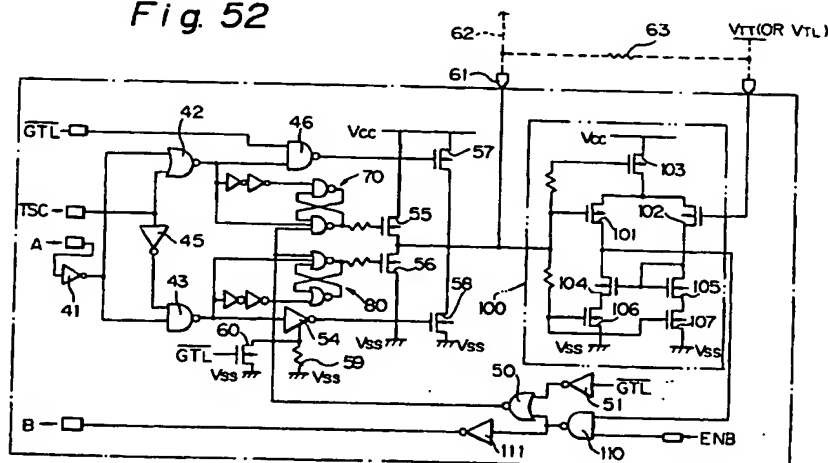 Fig. 52
62
63
VTT(OR VTL)
61
GTL
42
46
Vcc
57
Vcc
103
70
TSC
55
101
102
A
45
56
104
105
41
43
80
58
100
106
107
60
54
Vss
Vss
Vss
Vss
GTL
Vss
59
Vss
50
51
GTL
B
111
110
ENB